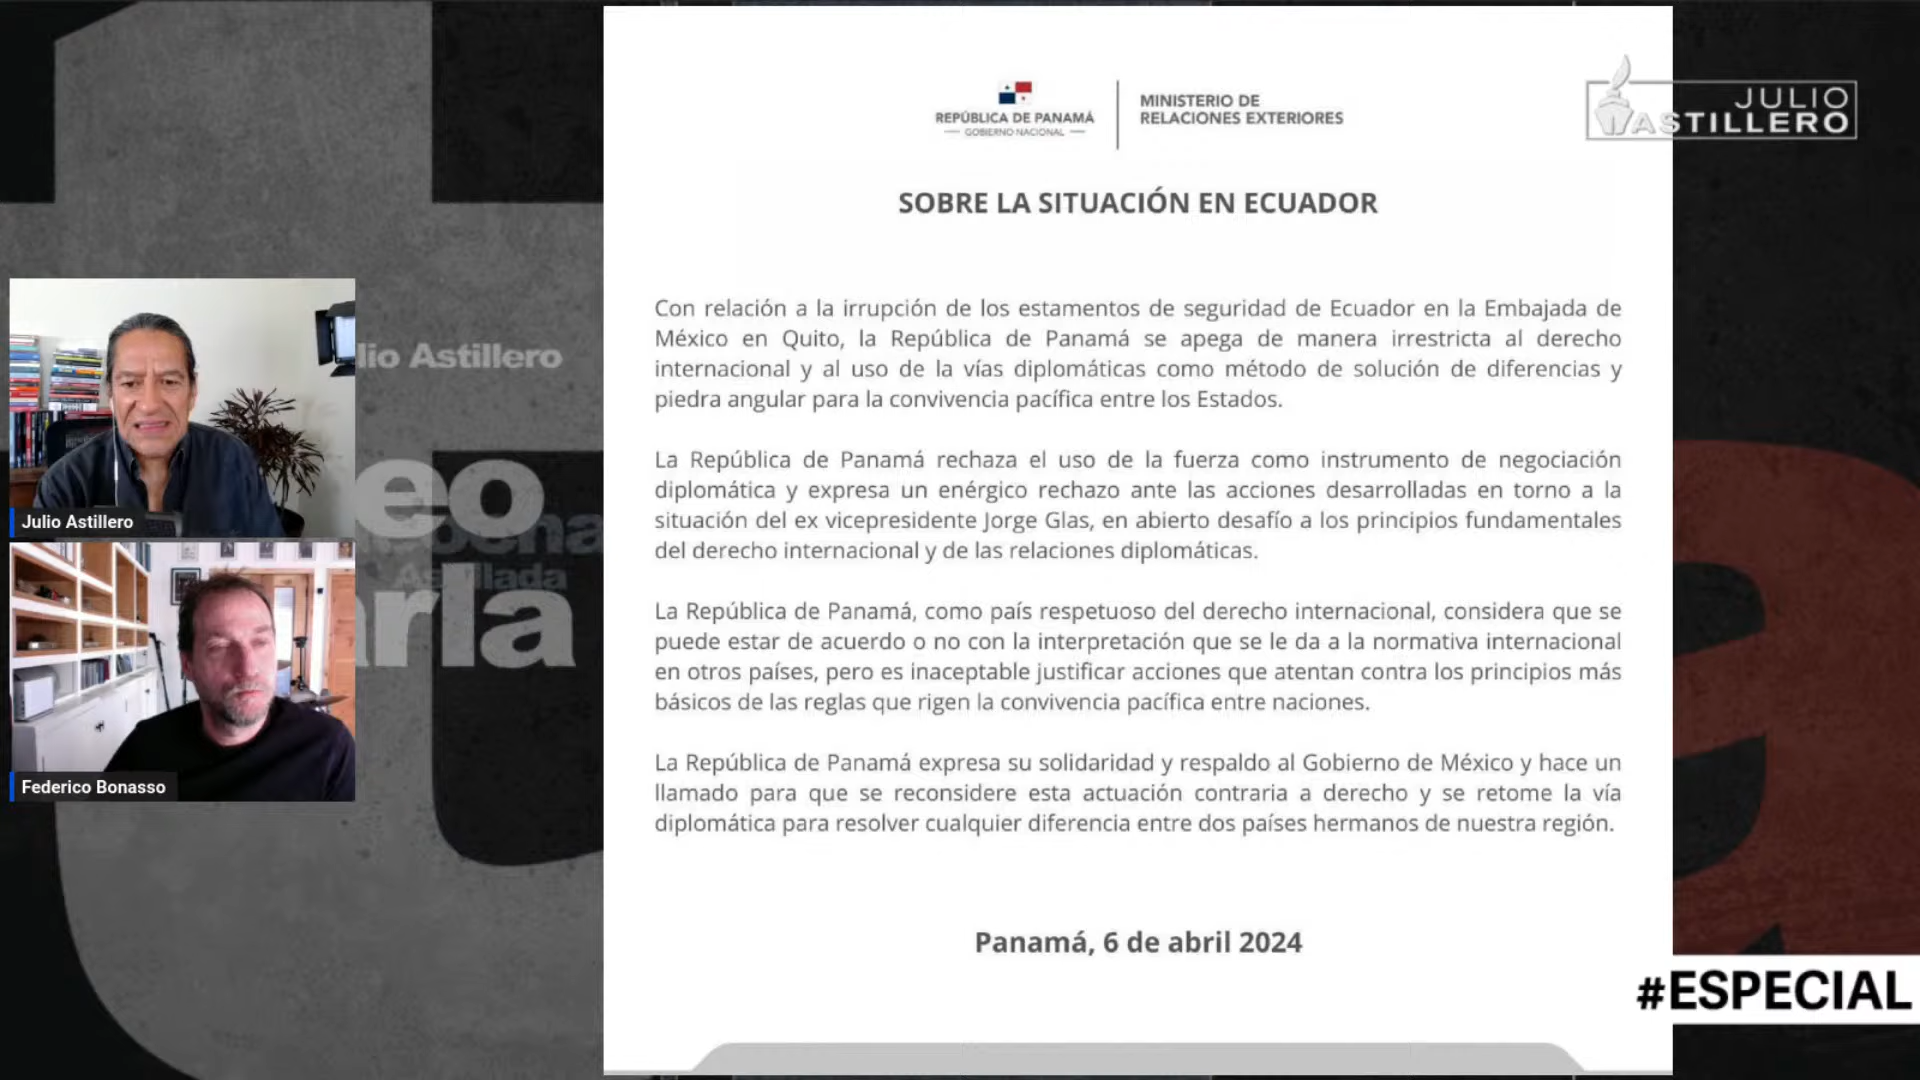 REPÚBLICA DE PANAMÁ
GOBIERNO NACIONAL
MINISTERIO DE
RELACIONES EXTERIORES
JULIO
ASTILLERO
SOBRE LA SITUACIÓN EN ECUADOR
Con relación a la irrupción de los estamentos de seguridad de Ecuador en la Embajada de
México en Quito, la República de Panamá se apega de manera irrestricta al derecho
internacional y al uso de la vías diplomáticas como método de solución de diferencias y
piedra angular para la convivencia pacífica entre los Estados.
La República de Panamá rechaza el uso de la fuerza como instrumento de negociación
diplomática y expresa un enérgico rechazo ante las acciones desarrolladas en torno a la
situación del ex vicepresidente Jorge Glas, en abierto desafío a los principios fundamentales
del derecho internacional y de las relaciones diplomáticas.
La República de Panamá, como país respetuoso del derecho internacional, considera que se
puede estar de acuerdo o no con la interpretación que se le da a la normativa internacional
en otros países, pero es inaceptable justificar acciones que atentan contra los principios más
básicos de las reglas que rigen la convivencia pacífica entre naciones.
La República de Panamá expresa su solidaridad y respaldo al Gobierno de México y hace un
llamado para que se reconsidere esta actuación contraria a derecho y se retome la vía
diplomática para resolver cualquier diferencia entre dos países hermanos de nuestra región.
Panamá, 6 de abril 2024
#ESPECIAL
lio Astillero
eo
arla
Julio Astillero
Federico Bonasso